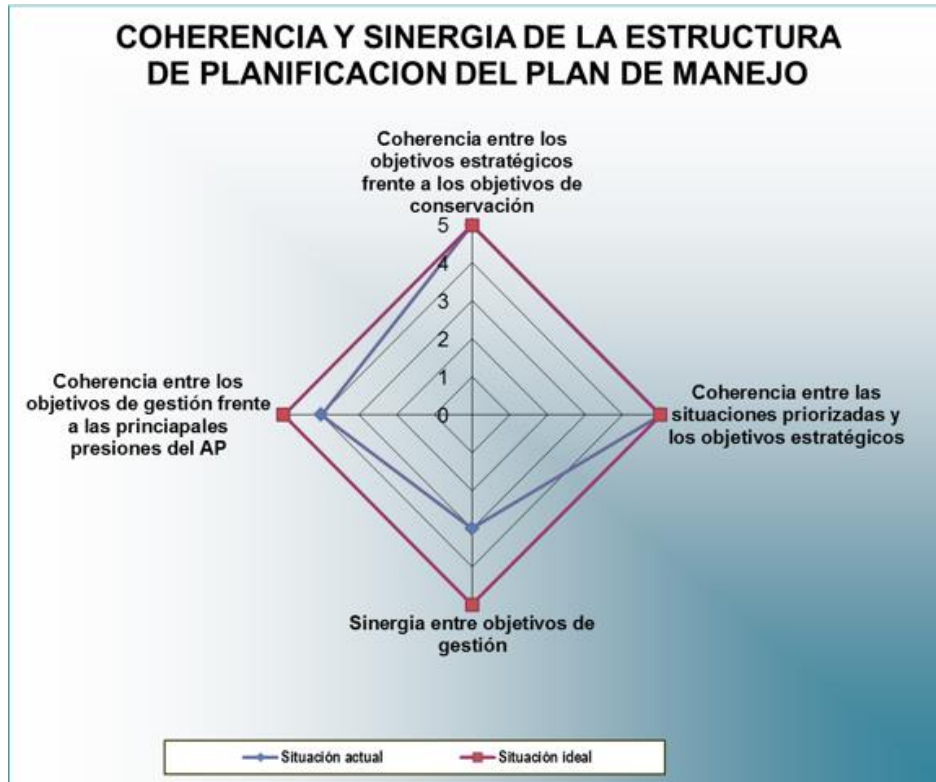 COHERENCIA Y SINERGIA DE LA ESTRUCTURA
DE PLANIFICACION DEL PLAN DE MANEJO
Coherencia entre los
objetivos estratégicos
frente a los objetivos de
conservación
5
4
3
2
1
0
Coherencia entre los
objetivos de gestión frente
a las princiapales
presiones del AP
Coherencia entre las
situaciones priorizadas y
los objetivos estratégicos
Sinergia entre objetivos de
gestión
Situación actual
Situación ideal